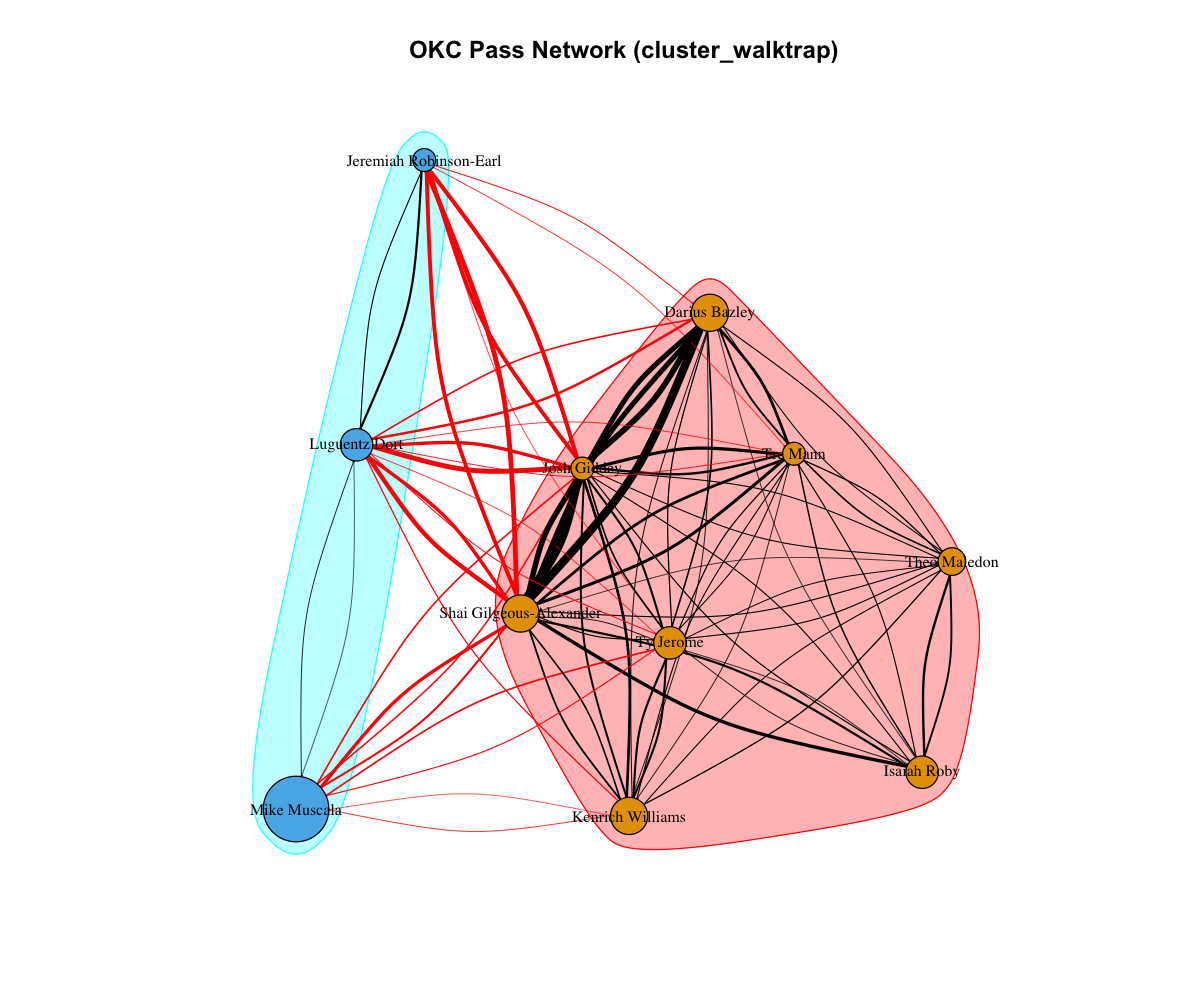 OKC Pass Network (cluster_walktrap)
Jeremiah Robinson-Earl
Darius Bazley
Luguentz Dort
Josh Giddey
Tre Mann
Theo Maledon
Shai Gilgeous-Alexander
Ty Jerome
Isaiah Roby
Mike Muscala
Kenrich Williams